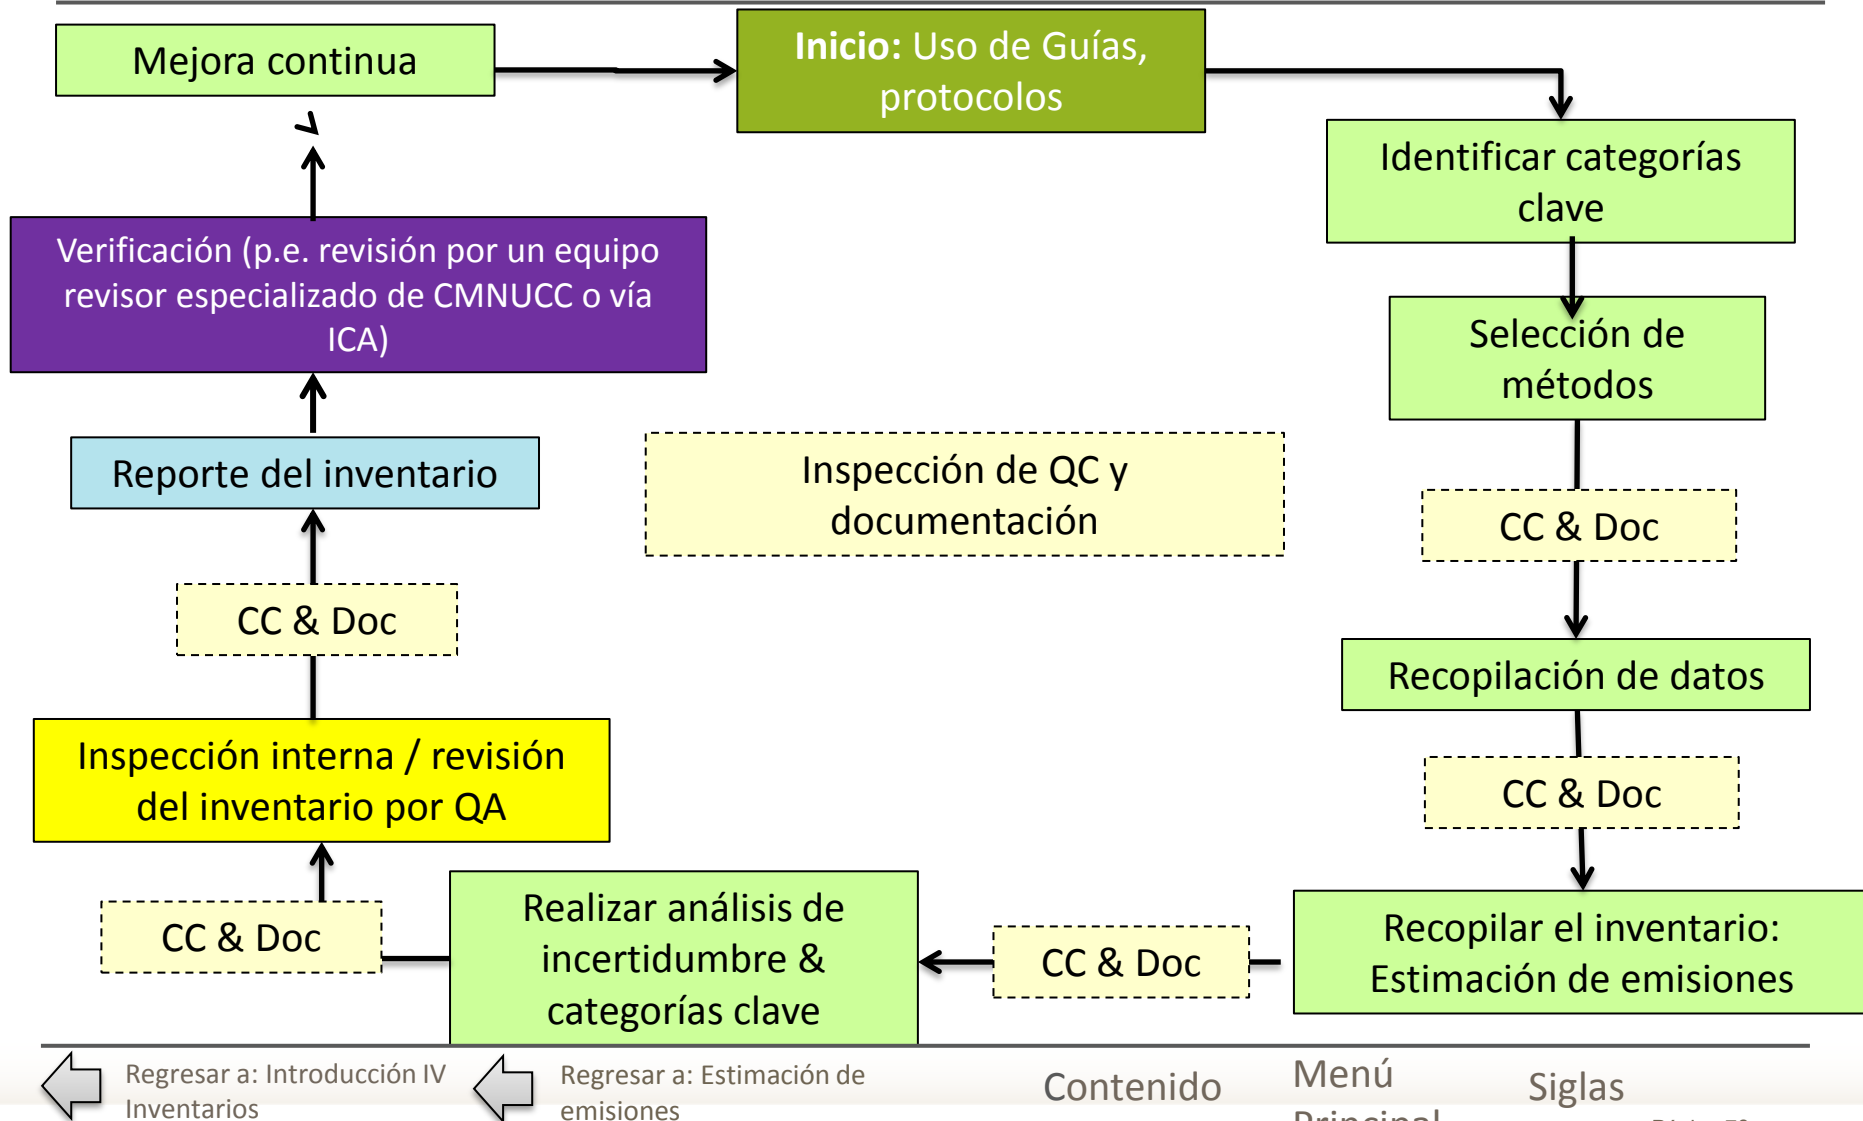 Mejora continua
Inicio: Uso de Guías,
protocolos
Identificar categorías
clave
Verificación (p.e. revisión por un equipo
revisor especializado de CMNUCC o vía
ICA)
Selección de
métodos
Reporte del inventario
Inspección de QC y
documentación
CC & Doc
CC & Doc
Recopilación de datos
Inspección interna / revisión
del inventario por QA
CC & Doc
Realizar análisis de
incertidumbre &
categorías clave
CC & Doc
CC & Doc
Recopilar el inventario:
Estimación de emisiones
Regresar a: Introducción IV
Inventarios
Regresar a: Estimación de
emisiones
Contenido
Menú
Principal
Siglas